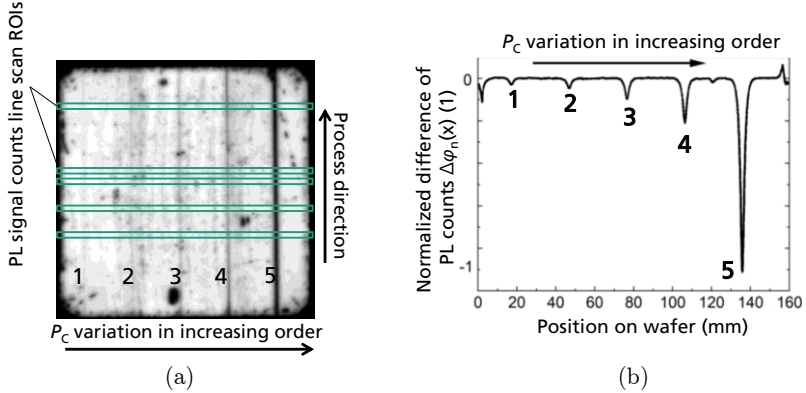 PL signal counts line scan ROIs
Process direction
1 2 3 4 5
P_C variation in increasing order
(a)
P_C variation in increasing order
Normalized difference of
PL counts Δφ_n(x) (1)
0
-1
1
2
3
4
5
0 20 40 60 80 100 120 140 160
Position on wafer (mm)
(b)